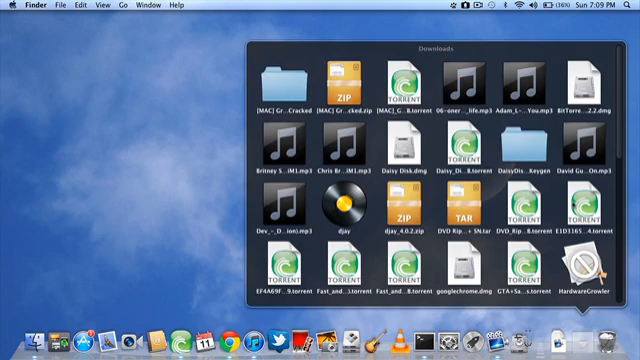 Finder File Edit View Go Window Help (36%) Sun 7:09 PM
Downloads
ZIP
TORRENT
[MAC] Gr...Cracked [MAC] Gr...cked.zip [MAC]_G...8.torrent 06-oner..._life.mp3 Adam_L-...You.mp3 BitTorre...2.2.dmg
TORRENT
Britney S...iM1.mp3 Chris Br...iM1.mp3 Daisy Disk.dmg Daisy_Di...8.torrent DaisyDis...Keygen David Gu...On.mp3
ZIP TAR TORRENT TORRENT
Dev_-_D...ion).mp3 djay djay_4.0.2.zip DVD Rip...+ SN.tar DVD_Rip...8.torrent E1D3165...4.torrent
TORRENT TORRENT TORRENT TORRENT
EF4A69F...9.torrent Fast_and...).torrent Fast_and...8.torrent googlechrome.dmg GTA+Sa...s.torrent HardwareGrowler
11